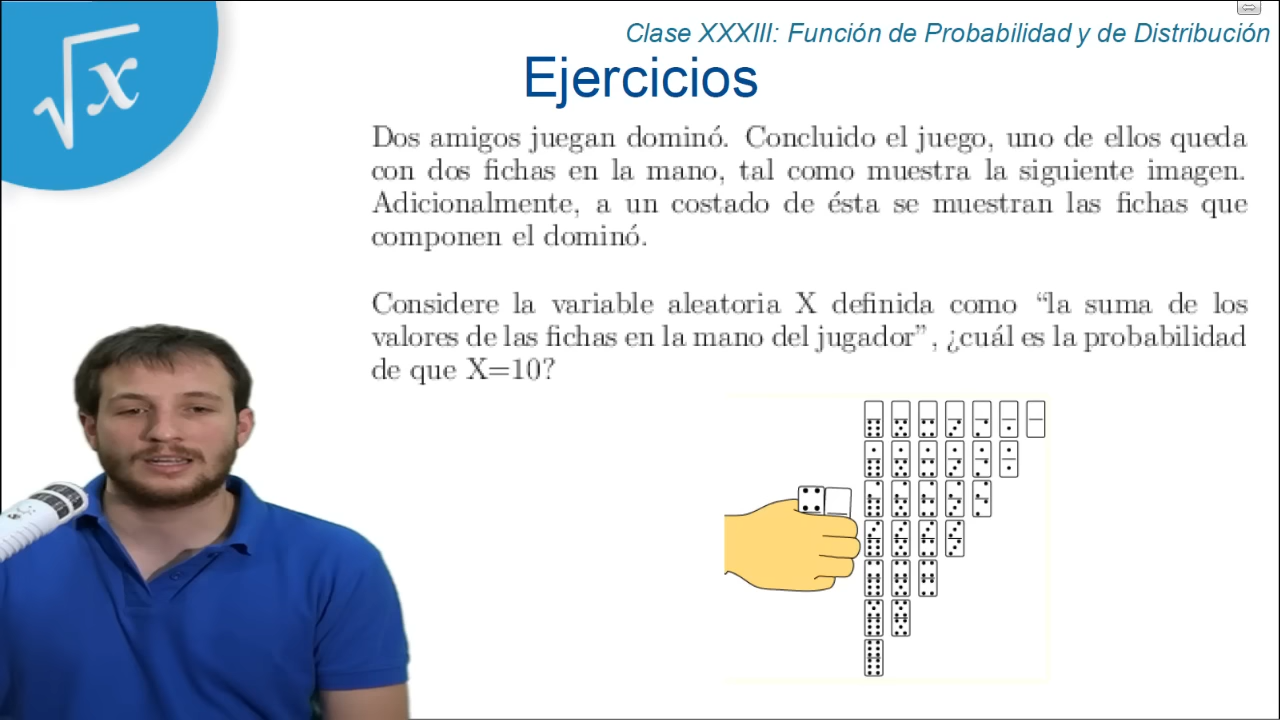 √x
Clase XXXIII: Función de Probabilidad y de Distribución
Ejercicios
Dos amigos juegan dominó. Concluido el juego, uno de ellos queda
con dos fichas en la mano, tal como muestra la siguiente imagen.
Adicionalmente, a un costado de ésta se muestran las fichas que
componen el dominó.
Considere la variable aleatoria X definida como “la suma de los
valores de las fichas en la mano del jugador”, ¿cuál es la probabilidad
de que X=10?